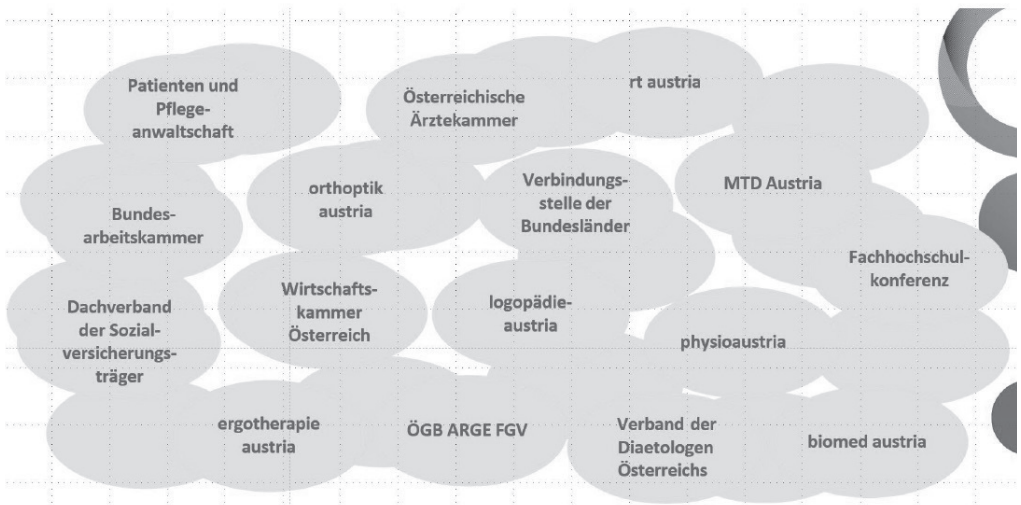 Patienten und
Pflege-
anwaltschaft
Österreichische
Ärztekammer
rt austria
Bundes-
arbeitskammer
orthoptik
austria
Verbindungs-
stelle der
Bundesländer
MTD Austria
Fachhochschul-
konferenz
Dachverband
der Sozial-
versicherungs-
träger
Wirtschafts-
kammer
Österreich
logopädie-
austria
physioaustria
ergotherapie
austria
ÖGB ARGE FGV
Verband der
Diaetologen
Österreichs
biomed austria